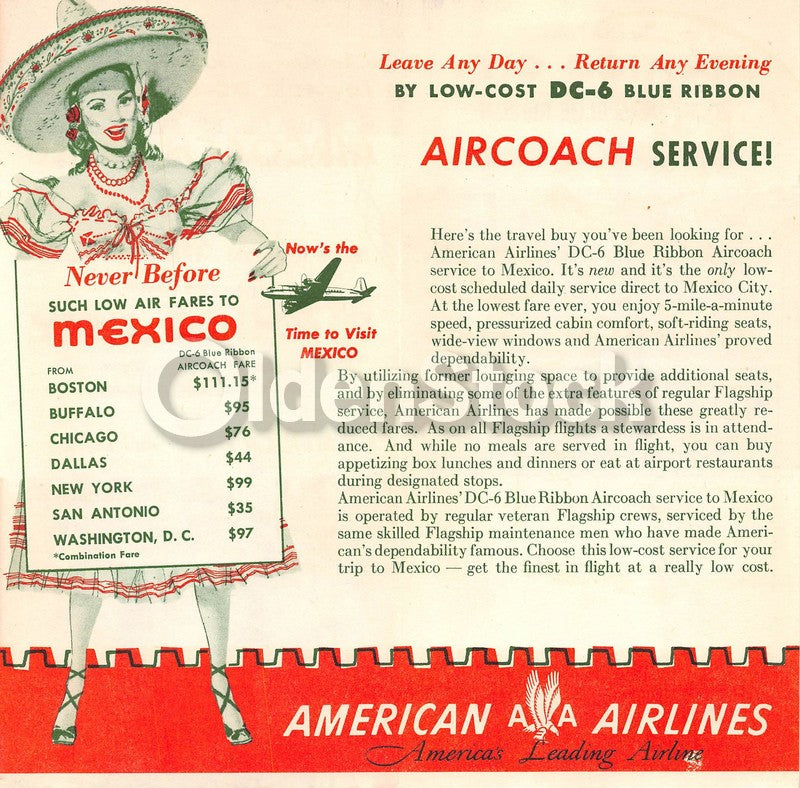 Leave Any Day . . . Return Any Evening
BY LOW-COST DC-6 BLUE RIBBON
AIRCOACH SERVICE!
Never Before
SUCH LOW AIR FARES TO
MEXICO
DC-6 Blue Ribbon
FROM AIRCOACH FARE
BOSTON $111.15*
BUFFALO $95
CHICAGO $76
DALLAS $44
NEW YORK $99
SAN ANTONIO $35
WASHINGTON, D. C. $97
*Combination Fare
Now's the
Time to Visit
MEXICO
Here's the travel buy you've been looking for . . .
American Airlines' DC-6 Blue Ribbon Aircoach
service to Mexico. It's new and it's the only low-
cost scheduled daily service direct to Mexico City.
At the lowest fare ever, you enjoy 5-mile-a-minute
speed, pressurized cabin comfort, soft-riding seats,
wide-view windows and American Airlines' proved
dependability.
By utilizing former lounging space to provide additional seats,
and by eliminating some of the extra features of regular Flagship
service, American Airlines has made possible these greatly re-
duced fares. As on all Flagship flights a stewardess is in attend-
ance. And while no meals are served in flight, you can buy
appetizing box lunches and dinners or eat at airport restaurants
during designated stops.
American Airlines' DC-6 Blue Ribbon Aircoach service to Mexico
is operated by regular veteran Flagship crews, serviced by the
same skilled Flagship maintenance men who have made Ameri-
can's dependability famous. Choose this low-cost service for your
trip to Mexico — get the finest in flight at a really low cost.
OldenStock
AMERICAN A A AIRLINES
America's Leading Airline